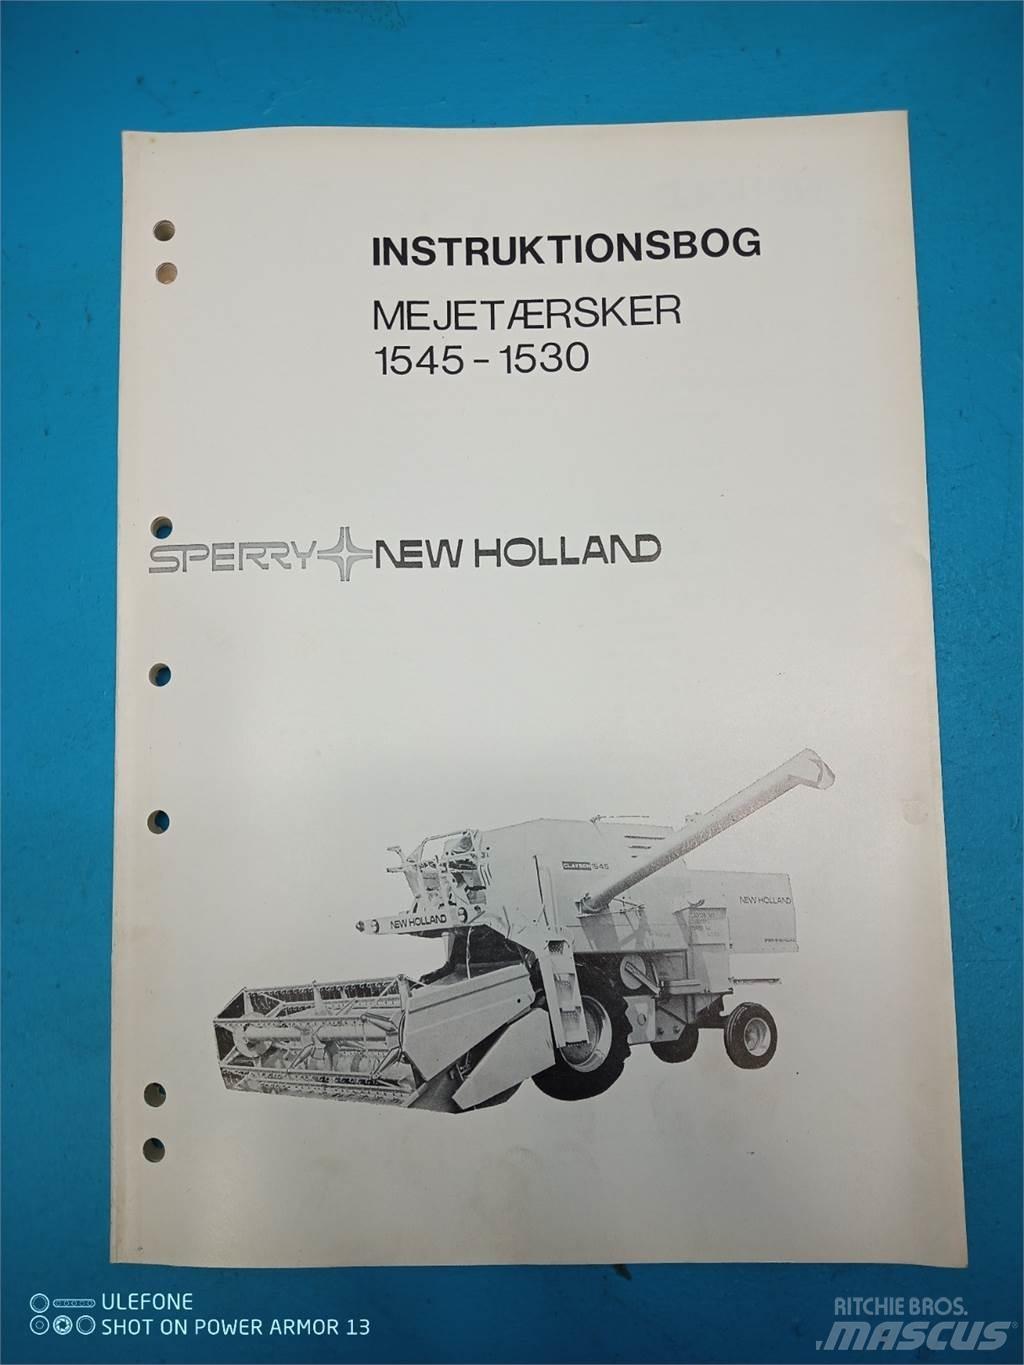 INSTRUKTIONSBOG
MEJETÆRSKER
1545-1530
SPERRY NEW HOLLAND
CLAYSON 1545
NEW HOLLAND
NEW HOLLAND
ULEFONE
SHOT ON POWER ARMOR 13
RITCHIE BROS.
MASCUS